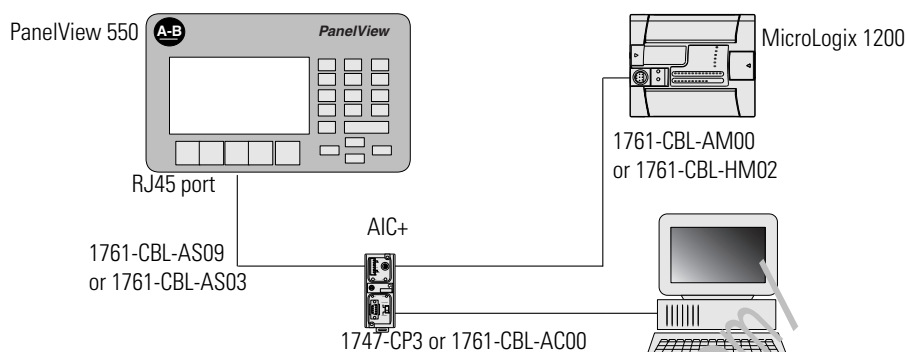 PanelView 550
A-B
PanelView
MicroLogix 1200
1761-CBL-AM00
or 1761-CBL-HM02
RJ45 port
AIC+
1761-CBL-AS09
or 1761-CBL-AS03
1747-CP3 or 1761-CBL-AC00